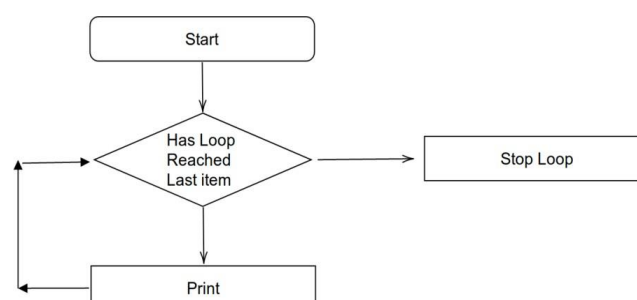 Start
Has Loop
Reached
Last item
Stop Loop
Print